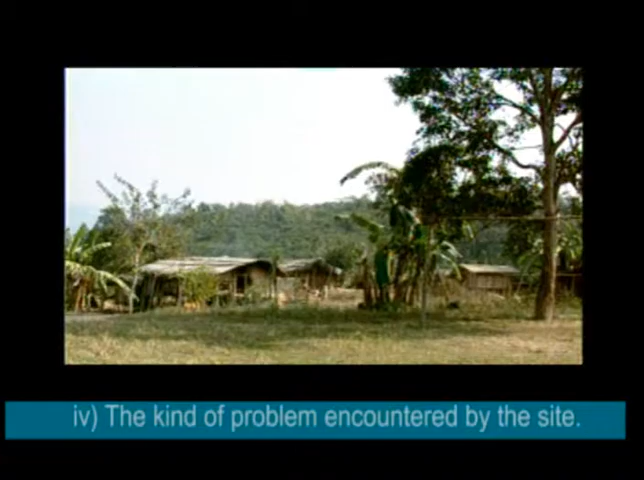 iv) The kind of problem encountered by the site.